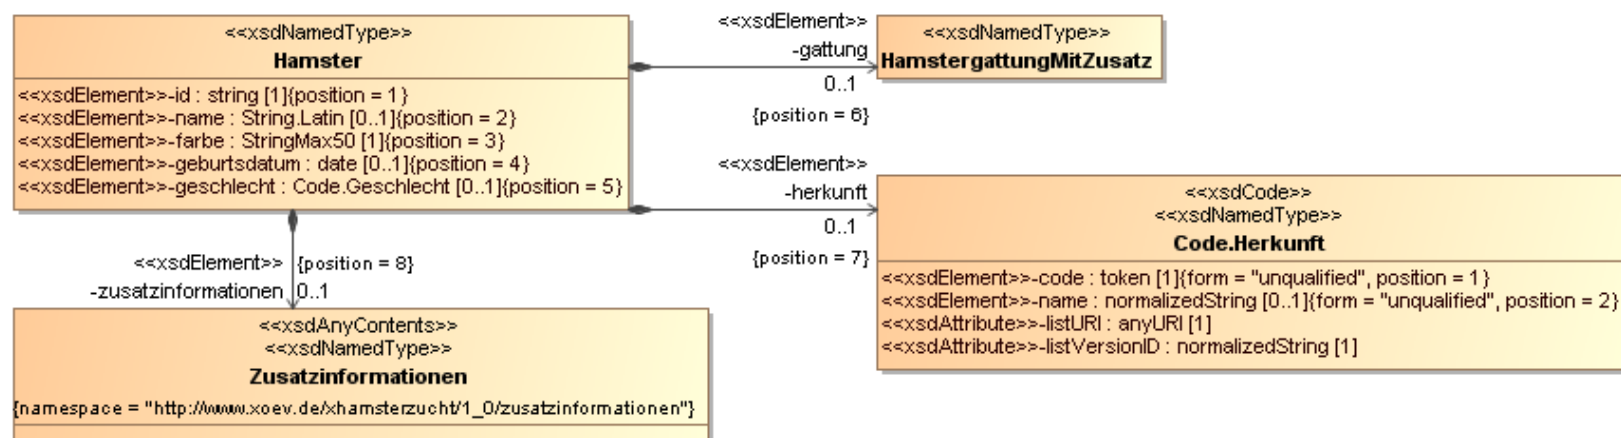 <<xsdNamedType>>
Hamster
<<xsdElement>>-id : string [1]{position = 1}
<<xsdElement>>-name : String.Latin [0..1]{position = 2}
<<xsdElement>>-farbe : StringMax50 [1]{position = 3}
<<xsdElement>>-geburtsdatum : date [0..1]{position = 4}
<<xsdElement>>-geschlecht : Code.Geschlecht [0..1]{position = 5}
<<xsdElement>>
-gattung
0..1
{position = 6}
<<xsdNamedType>>
HamstergattungMitZusatz
<<xsdElement>>
-herkunft
0..1
{position = 7}
<<xsdCode>>
<<xsdNamedType>>
Code.Herkunft
<<xsdElement>>-code : token [1]{form = "unqualified", position = 1}
<<xsdElement>>-name : normalizedString [0..1]{form = "unqualified", position = 2}
<<xsdAttribute>>-listURI : anyURI [1]
<<xsdAttribute>>-listVersionID : normalizedString [1]
<<xsdElement>> {position = 8}
-zusatzinformationen 0..1
<<xsdAnyContents>>
<<xsdNamedType>>
Zusatzinformationen
{namespace = "http://www.xoev.de/xhamsterzucht/1_0/zusatzinformationen"}